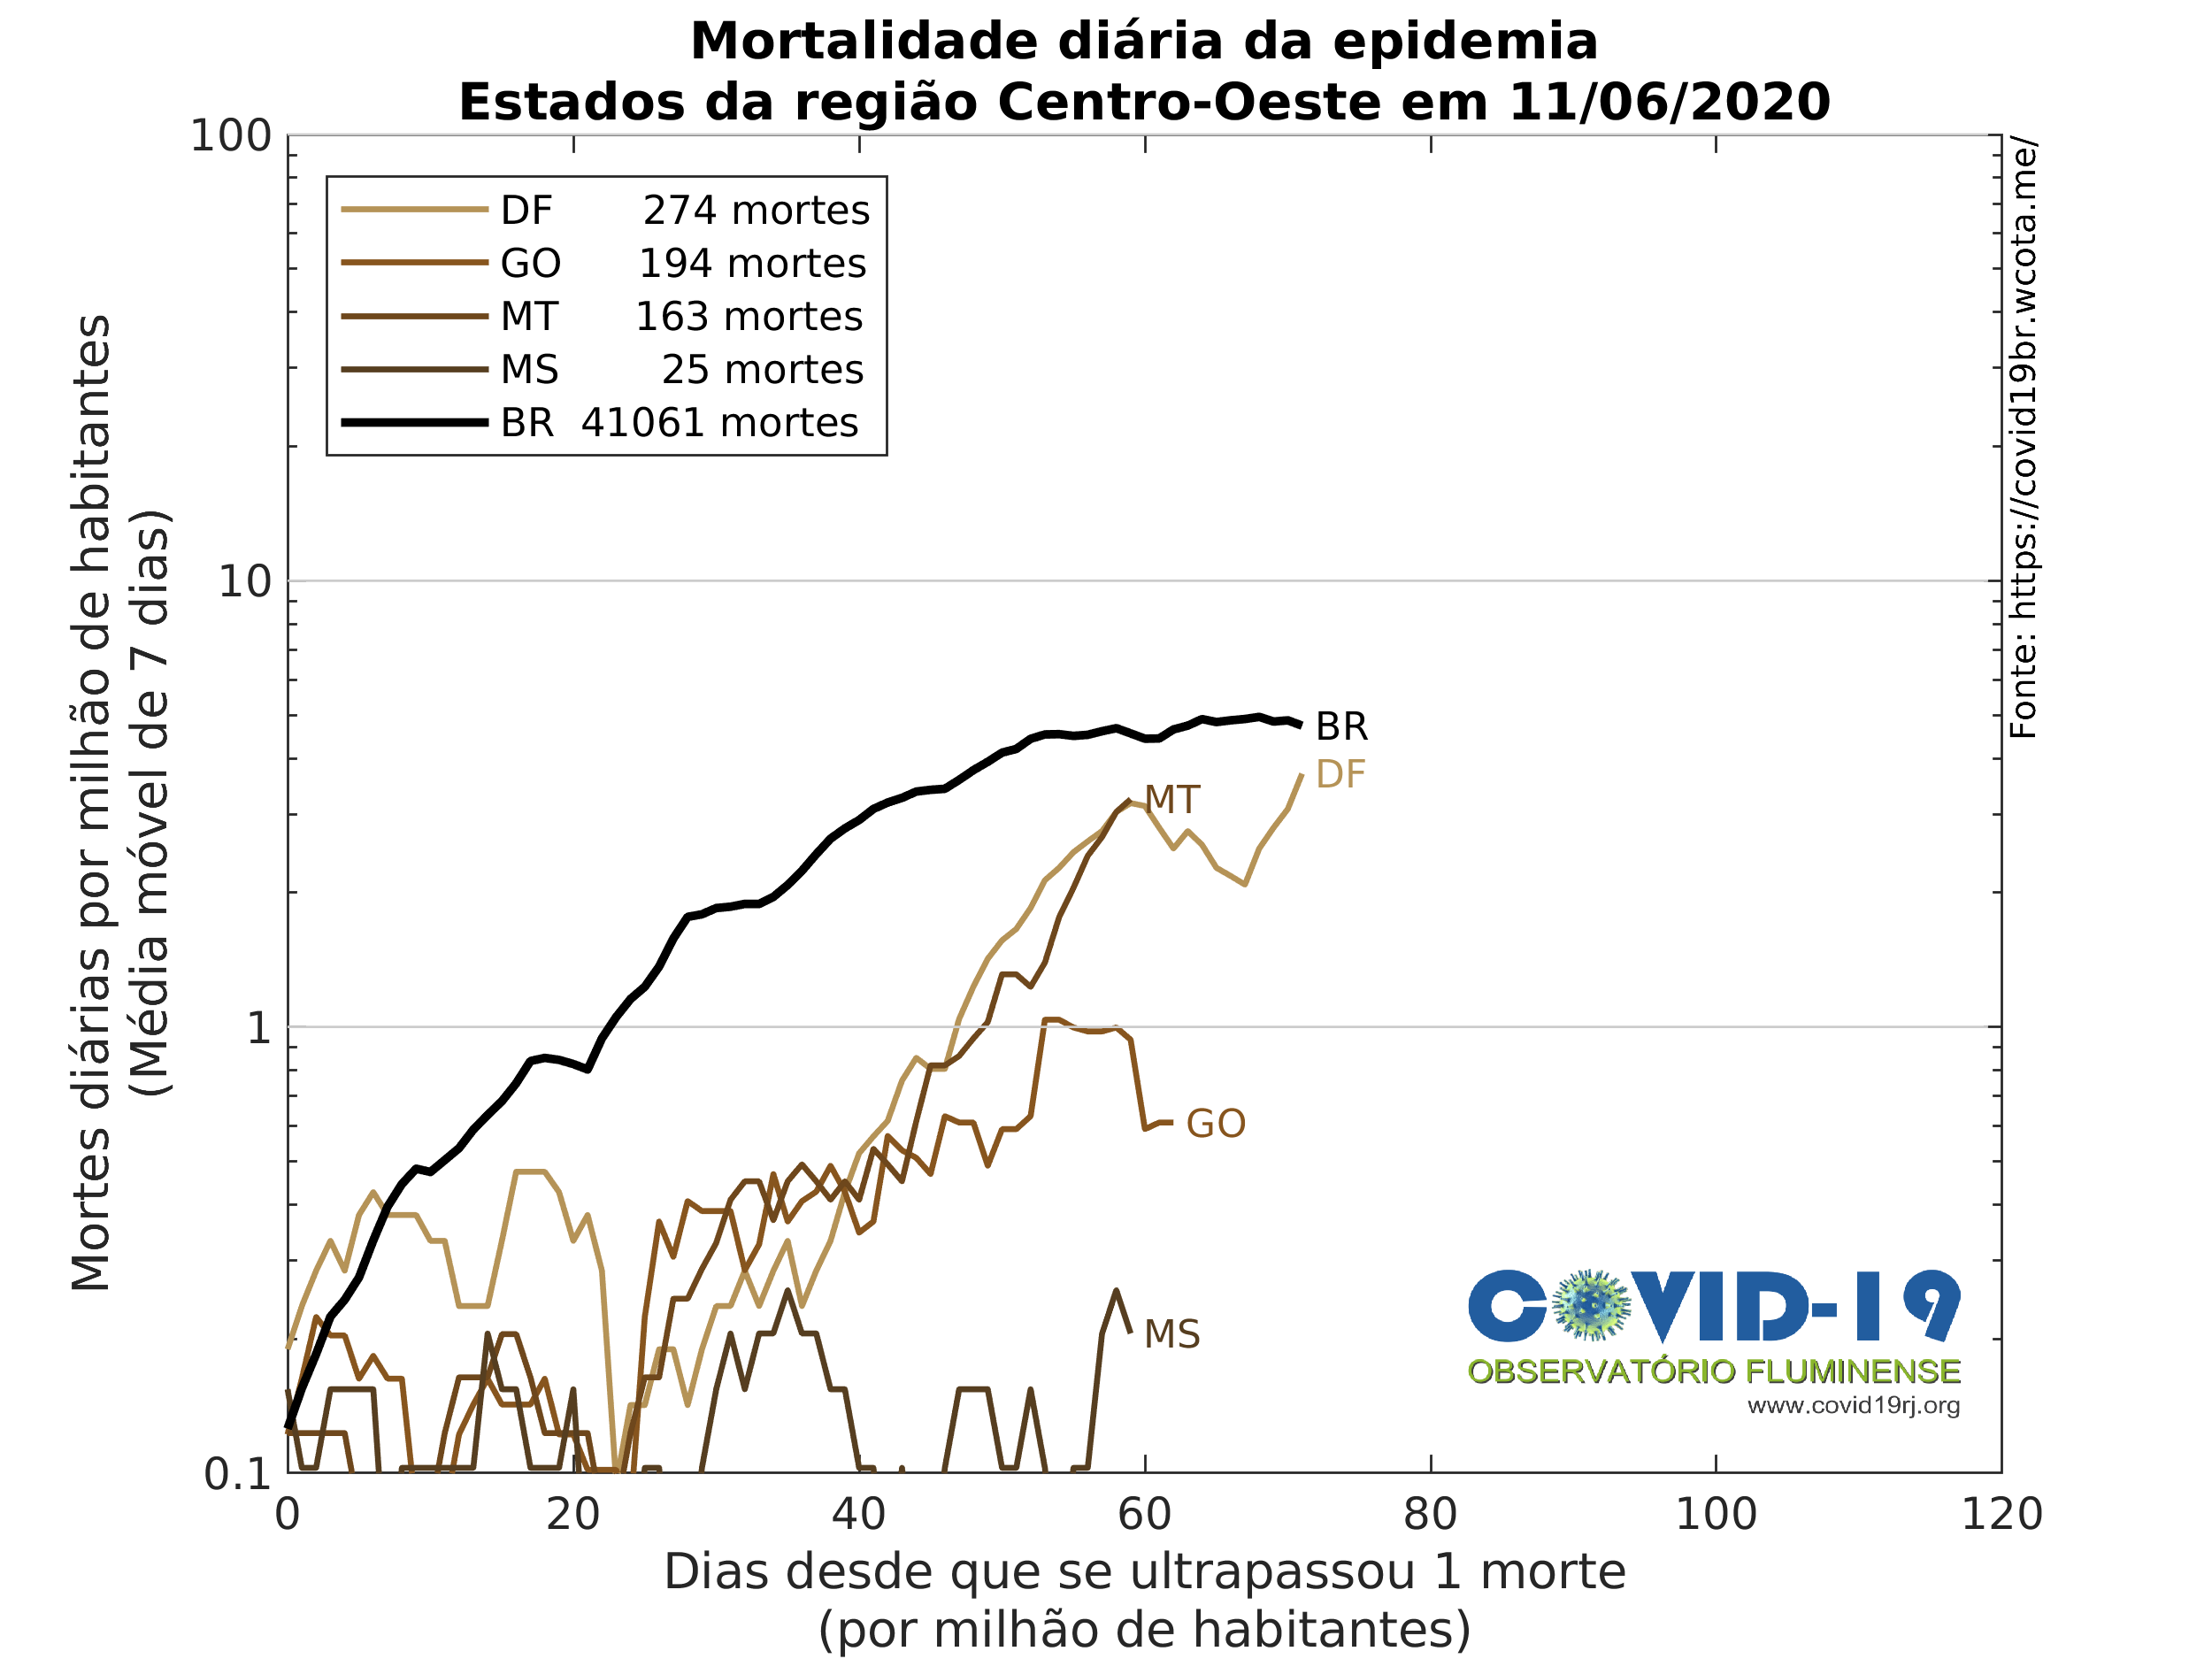 Mortalidade diária da epidemia
Estados da região Centro-Oeste em 11/06/2020
Mortes diárias por milhão de habitantes
(Média móvel de 7 dias)
100
10
1
0.1
DF 274 mortes
GO 194 mortes
MT 163 mortes
MS 25 mortes
BR 41061 mortes
BR
DF
MT
GO
MS
Fonte: https://covid19br.wcota.me/
COVID-19
OBSERVATÓRIO FLUMINENSE
www.covid19rj.org
0 20 40 60 80 100 120
Dias desde que se ultrapassou 1 morte
(por milhão de habitantes)